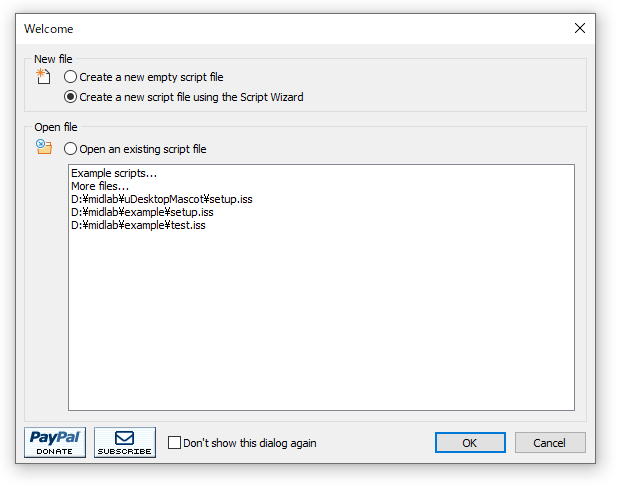 Welcome
New file
Create a new empty script file
Create a new script file using the Script Wizard
Open file
Open an existing script file
Example scripts...
More files...
D:¥midlab¥uDesktopMascot¥setup.iss
D:¥midlab¥example¥setup.iss
D:¥midlab¥example¥test.iss
PayPal
DONATE
SUBSCRIBE
Don't show this dialog again
OK
Cancel